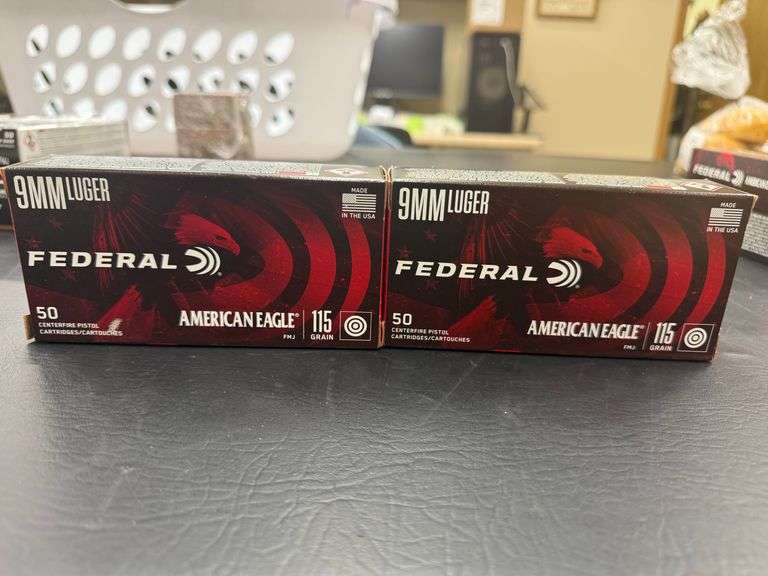 9MM LUGER
MADE
IN THE USA
FEDERAL
50
CENTERFIRE PISTOL
CARTRIDGES/CARTOUCHES
AMERICAN EAGLE®
FMJ
115
GRAIN
9MM LUGER
MADE
IN THE USA
FEDERAL
50
CENTERFIRE PISTOL
CARTRIDGES/CARTOUCHES
AMERICAN EAGLE®
FMJ
115
GRAIN
FEDERAL